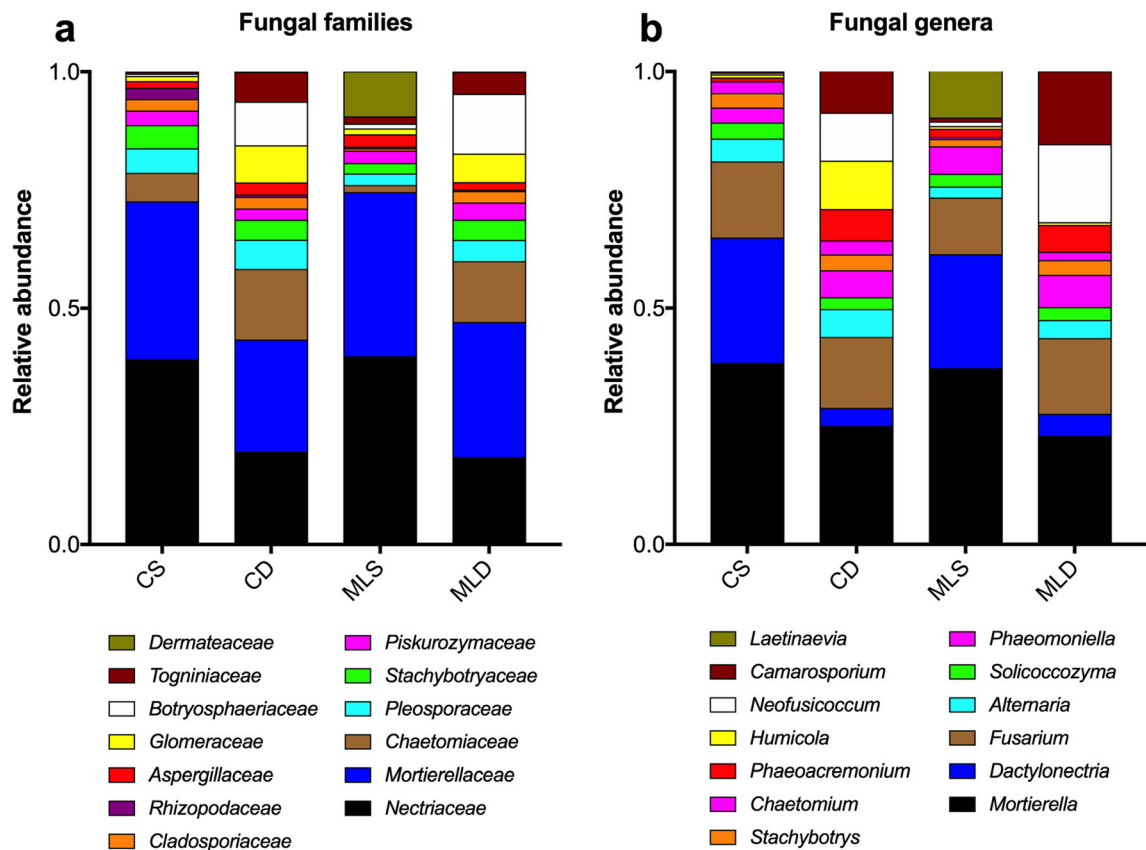 a
Fungal families
1.0
0.5
0.0
Relative abundance
CS
CD
MLS
MLD
Dermateaceae
Togniniaceae
Botryosphaeriaceae
Glomeraceae
Aspergillaceae
Rhizopodaceae
Cladosporiaceae
Piskurozymaceae
Stachybotryaceae
Pleosporaceae
Chaetomiaceae
Mortierellaceae
Nectriaceae
b
Fungal genera
1.0
0.5
0.0
Relative abundance
CS
CD
MLS
MLD
Laetinaevia
Camarosporium
Neofusicoccum
Humicola
Phaeoacremonium
Chaetomium
Stachybotrys
Phaeomoniella
Solicoccozyma
Alternaria
Fusarium
Dactylonectria
Mortierella